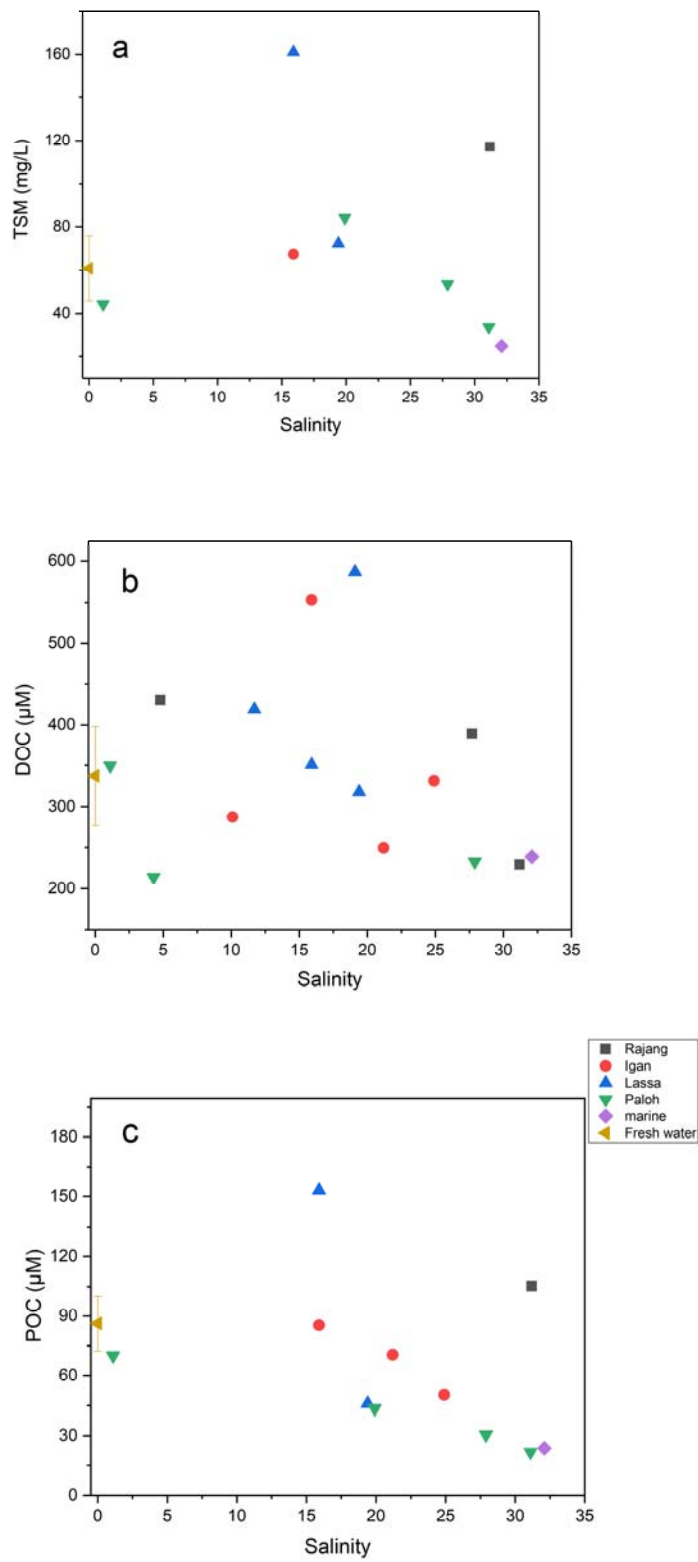 a
160
120
80
40
TSM (mg/L)
0 5 10 15 20 25 30 35
Salinity
b
600
500
400
300
200
DOC (µM)
0 5 10 15 20 25 30 35
Salinity
Rajang
Igan
Lassa
Paloh
marine
Fresh water
c
180
150
120
90
60
30
0
POC (µM)
0 5 10 15 20 25 30 35
Salinity